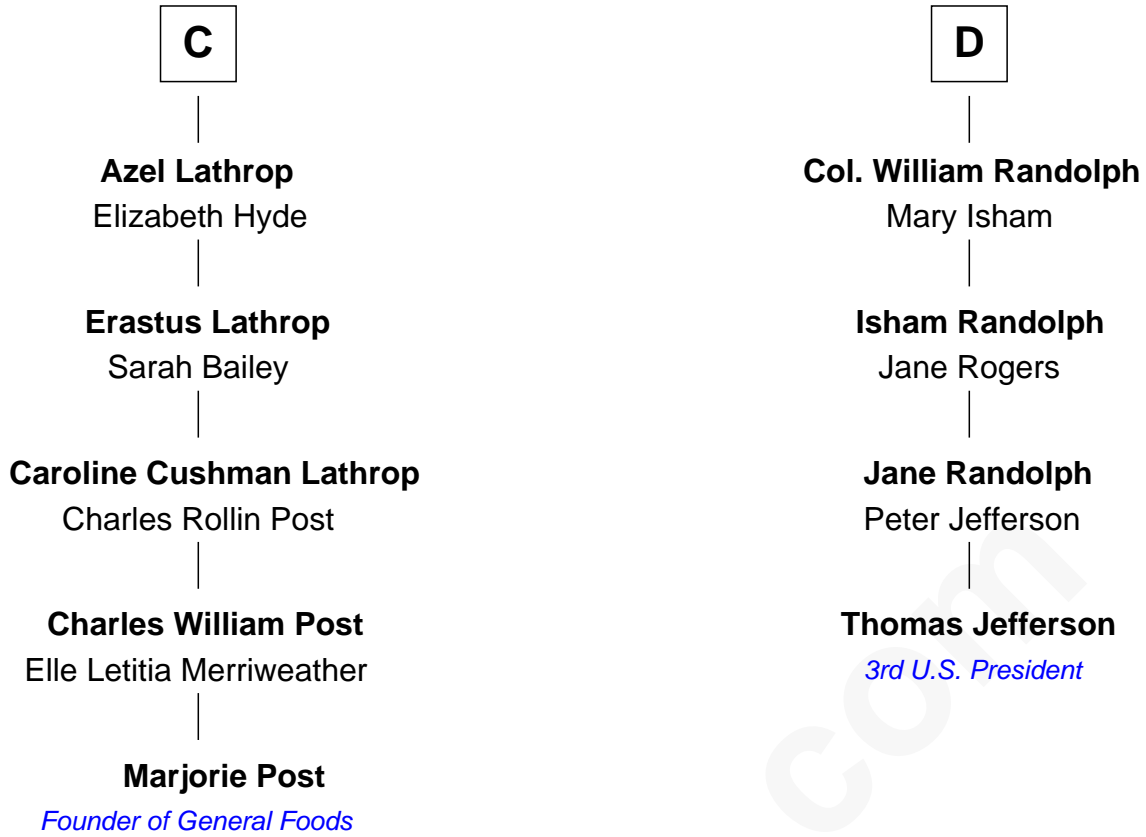 C
Azel Lathrop
Elizabeth Hyde
Erastus Lathrop
Sarah Bailey
Caroline Cushman Lathrop
Charles Rollin Post
Charles William Post
Elle Letitia Merriweather
Marjorie Post
Founder of General Foods
D
Col. William Randolph
Mary Isham
Isham Randolph
Jane Rogers
Jane Randolph
Peter Jefferson
Thomas Jefferson
3rd U.S. President
com